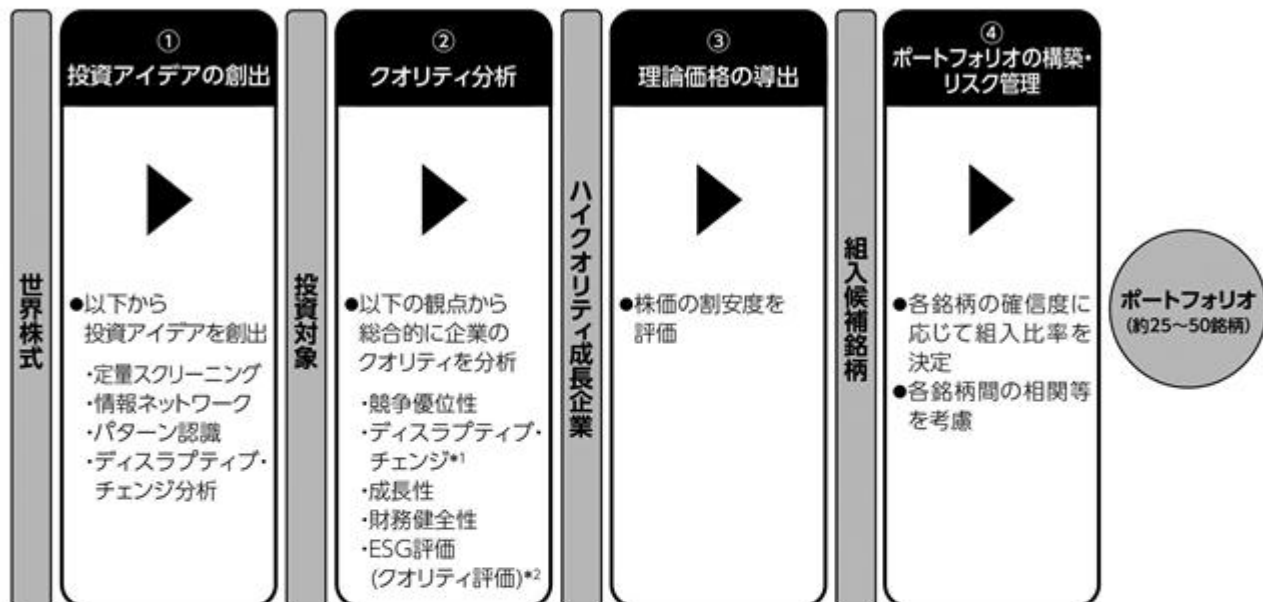 世界株式
①
投資アイデアの創出
●以下から
投資アイデアを創出
・定量スクリーニング
・情報ネットワーク
・パターン認識
・ディスラプティブ・
チェンジ分析
投資対象
②
クオリティ分析
●以下の観点から
総合的に企業の
クオリティを分析
・競争優位性
・ディスラプティブ・
チェンジ*1
・成長性
・財務健全性
・ESG評価
(クオリティ評価)*2
ハイクオリティ成長企業
③
理論価格の導出
●株価の割安度を
評価
組入候補銘柄
④
ポートフォリオの構築・
リスク管理
●各銘柄の確信度に
応じて組入比率を
決定
●各銘柄間の相関等
を考慮
ポートフォリオ
(約25〜50銘柄)